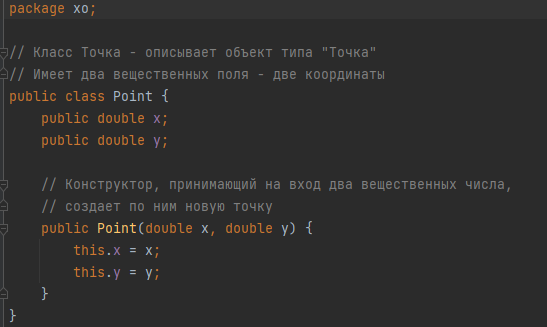 package xo;
// Класс Точка - описывает объект типа "Точка"
// Имеет два вещественных поля - две координаты
public class Point {
public double x;
public double y;
// Конструктор, принимающий на вход два вещественных числа,
// создает по ним новую точку
public Point(double x, double y) {
this.x = x;
this.y = y;
}
}